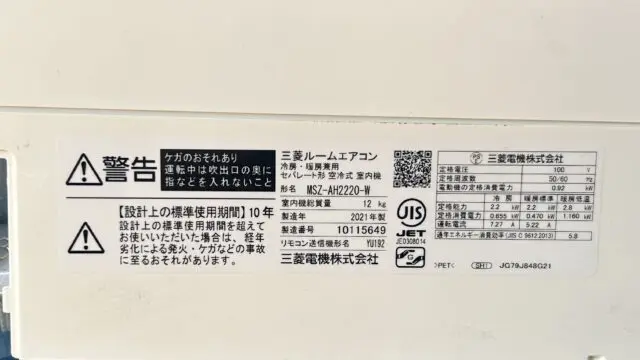 警告
ケガのおそれあり
運転中は吹出口の奥に
指などを入れないこと
【設計上の標準使用期間】10年
設計上の標準使用期間を超えて
お使いいただいた場合は、経年
劣化による発火・ケガなどの事故
に至るおそれがあります。
三菱ルームエアコン
冷房・暖房兼用
セパレート形 空冷式 室内機
形名 MSZ-AH2220-W
室内機総質量 12 kg
製造年 2021年
製造番号 10115649
リモコン送信機形名 YU192
三菱電機株式会社
JIS
JET
JE0308014
G
PS
三菱電機株式会社
定格電圧 100 V
定格周波数 50/60 Hz
電動機の定格消費電力 0.92 kW
冷房 暖房標準 暖房低温
定格能力 2.2 kW 2.2 kW 2.8 kW
定格消費電力 0.655 kW 0.470 kW 1.160 kW
運転電流 7.27 A 5.22 A
通年エネルギー消費効率(JIS C 9612:2013) 5.8
>PET< SH1 JG79J848G21